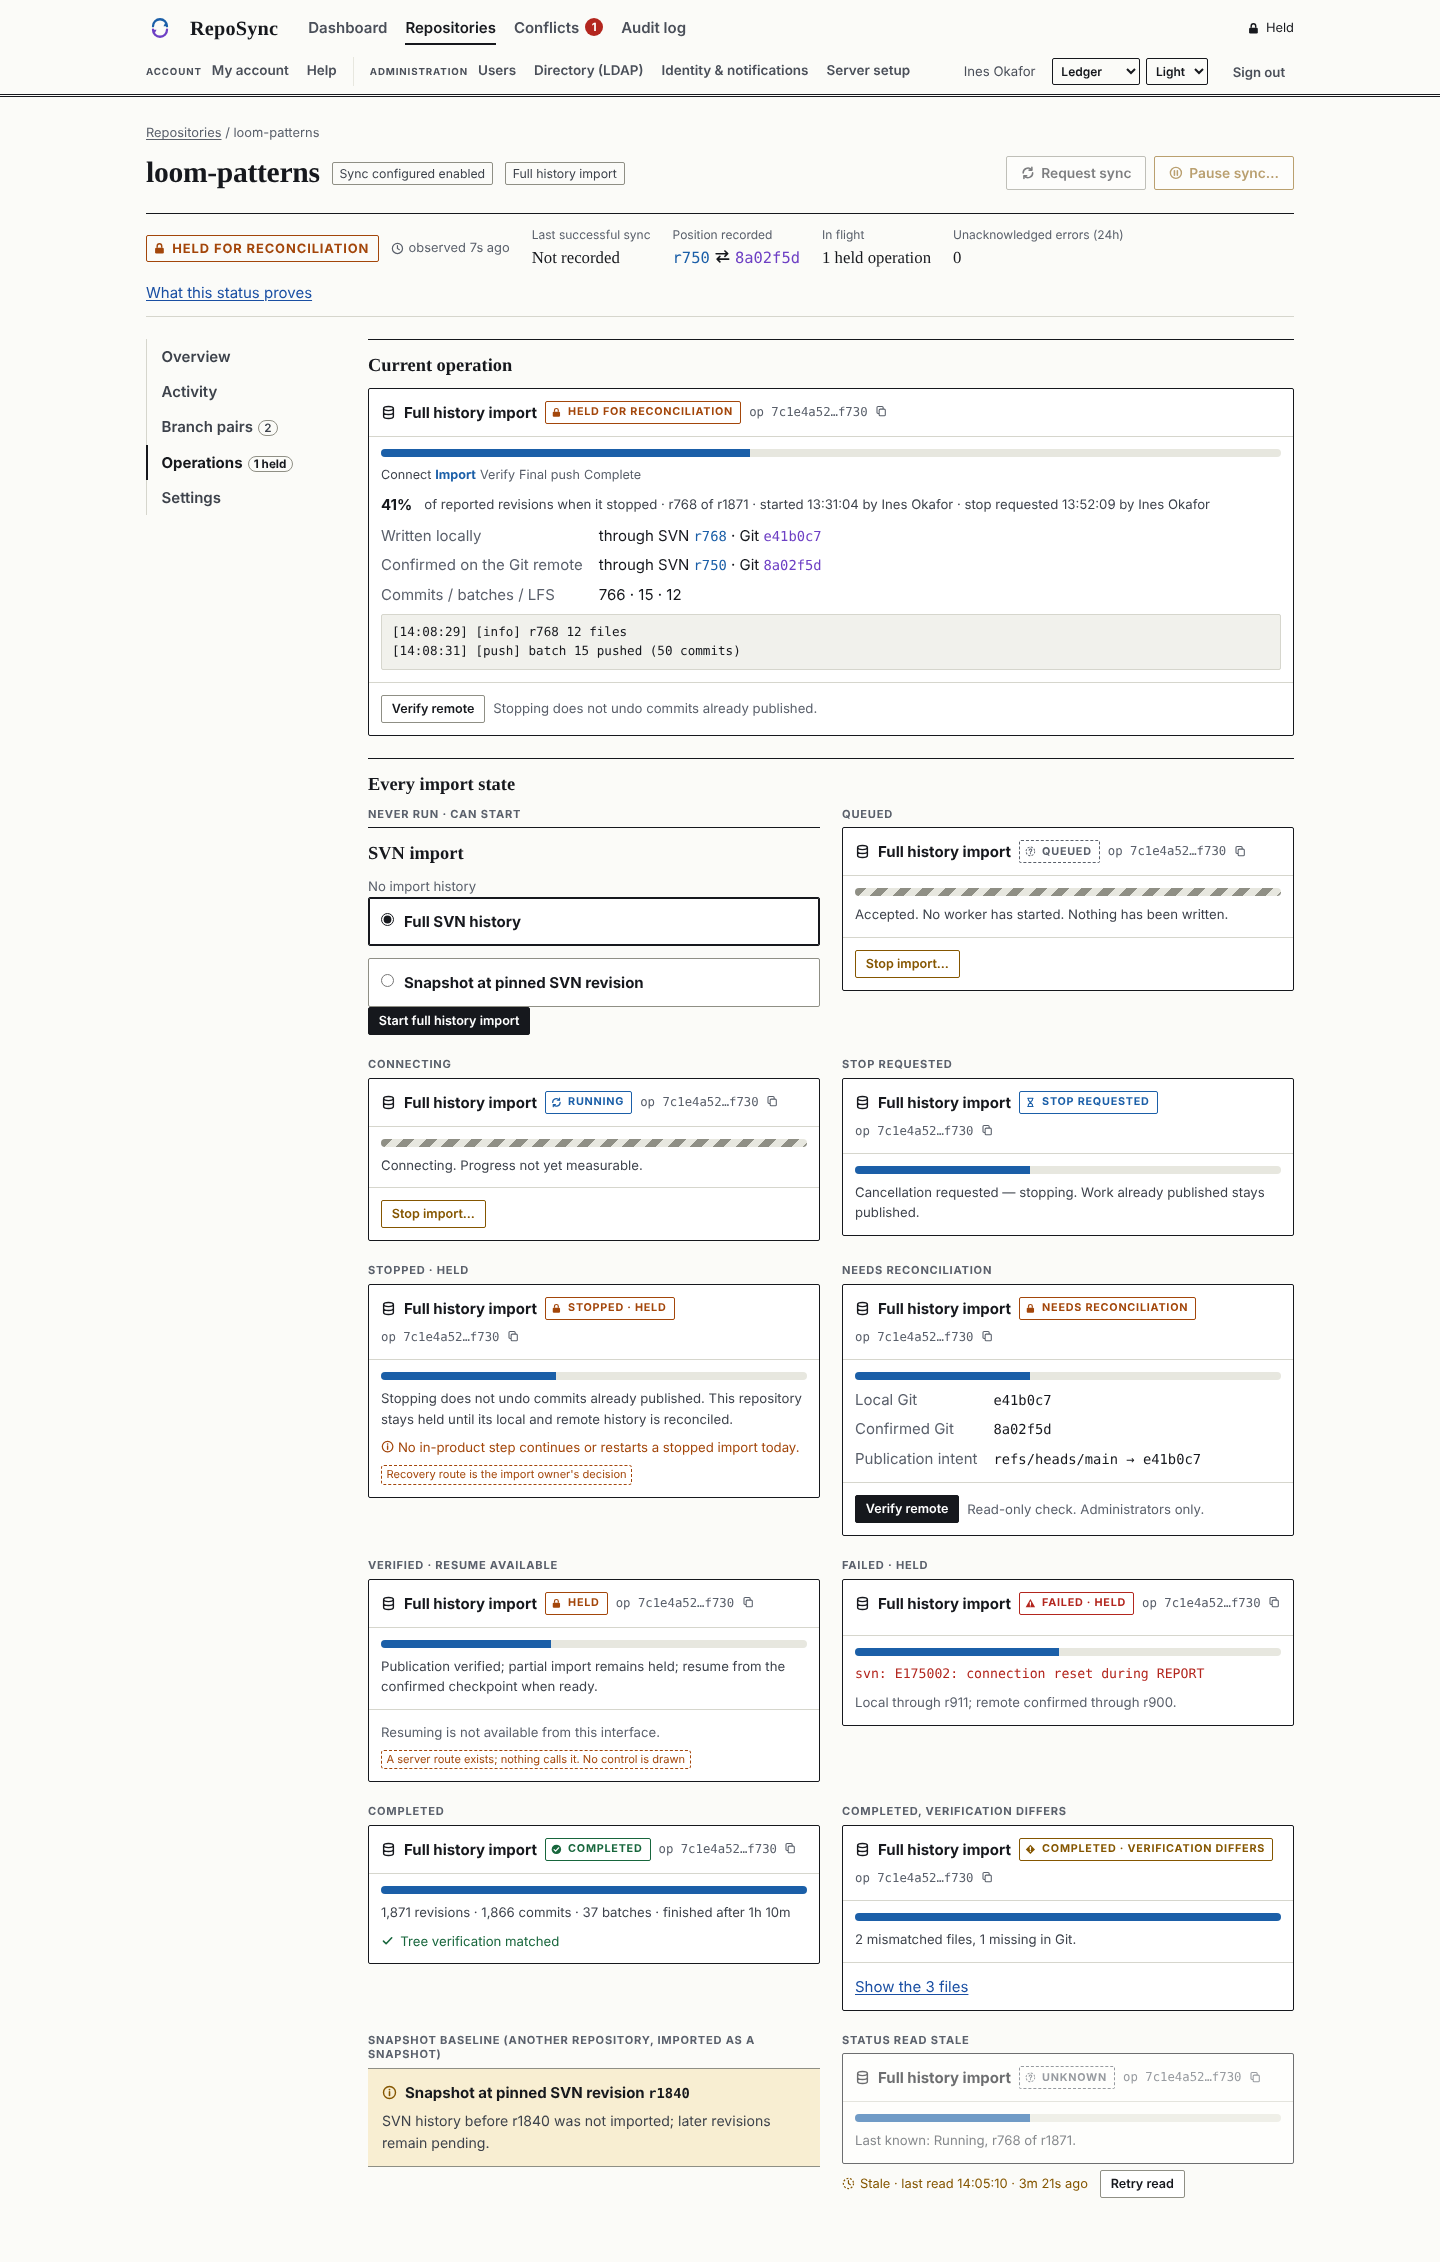 RepoSync Dashboard Repositories Conflicts 1 Audit log Held
ACCOUNT My account Help ADMINISTRATION Users Directory (LDAP) Identity & notifications Server setup Ines Okafor Ledger Light Sign out
Repositories / loom-patterns
loom-patterns Sync configured enabled Full history import Request sync Pause sync…
HELD FOR RECONCILIATION observed 7s ago
Last successful sync
Not recorded
Position recorded
r750 ⇄ 8a02f5d
In flight
1 held operation
Unacknowledged errors (24h)
0
What this status proves
Overview
Activity
Branch pairs 2
Operations 1 held
Settings
Current operation
Full history import HELD FOR RECONCILIATION op 7c1e4a52…f730
Connect Import Verify Final push Complete
41% of reported revisions when it stopped · r768 of r1871 · started 13:31:04 by Ines Okafor · stop requested 13:52:09 by Ines Okafor
Written locally through SVN r768 · Git e41b0c7
Confirmed on the Git remote through SVN r750 · Git 8a02f5d
Commits / batches / LFS 766 · 15 · 12
[14:08:29] [info] r768 12 files
[14:08:31] [push] batch 15 pushed (50 commits)
Verify remote Stopping does not undo commits already published.
Every import state
NEVER RUN · CAN START
SVN import
No import history
Full SVN history
Snapshot at pinned SVN revision
Start full history import
QUEUED
Full history import QUEUED op 7c1e4a52…f730
Accepted. No worker has started. Nothing has been written.
Stop import…
CONNECTING
Full history import RUNNING op 7c1e4a52…f730
Connecting. Progress not yet measurable.
Stop import…
STOP REQUESTED
Full history import STOP REQUESTED
op 7c1e4a52…f730
Cancellation requested — stopping. Work already published stays
published.
STOPPED · HELD
Full history import STOPPED · HELD
op 7c1e4a52…f730
Stopping does not undo commits already published. This repository
stays held until its local and remote history is reconciled.
No in-product step continues or restarts a stopped import today.
Recovery route is the import owner's decision
NEEDS RECONCILIATION
Full history import NEEDS RECONCILIATION
op 7c1e4a52…f730
Local Git e41b0c7
Confirmed Git 8a02f5d
Publication intent refs/heads/main → e41b0c7
Verify remote Read-only check. Administrators only.
VERIFIED · RESUME AVAILABLE
Full history import HELD op 7c1e4a52…f730
Publication verified; partial import remains held; resume from the
confirmed checkpoint when ready.
Resuming is not available from this interface.
A server route exists; nothing calls it. No control is drawn
FAILED · HELD
Full history import FAILED · HELD op 7c1e4a52…f730
svn: E175002: connection reset during REPORT
Local through r911; remote confirmed through r900.
COMPLETED
Full history import COMPLETED op 7c1e4a52…f730
1,871 revisions · 1,866 commits · 37 batches · finished after 1h 10m
Tree verification matched
COMPLETED, VERIFICATION DIFFERS
Full history import COMPLETED · VERIFICATION DIFFERS
op 7c1e4a52…f730
2 mismatched files, 1 missing in Git.
Show the 3 files
SNAPSHOT BASELINE (ANOTHER REPOSITORY, IMPORTED AS A
SNAPSHOT)
Snapshot at pinned SVN revision r1840
SVN history before r1840 was not imported; later revisions
remain pending.
STATUS READ STALE
Full history import UNKNOWN op 7c1e4a52…f730
Last known: Running, r768 of r1871.
Stale · last read 14:05:10 · 3m 21s ago Retry read